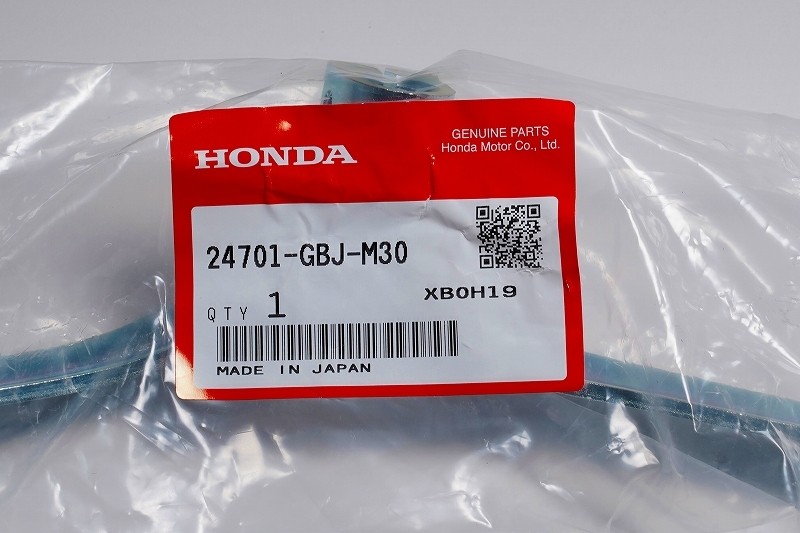 HONDA
GENUINE PARTS
Honda Motor Co., Ltd.
24701-GBJ-M30
XB0H19
QTY 1
MADE IN JAPAN